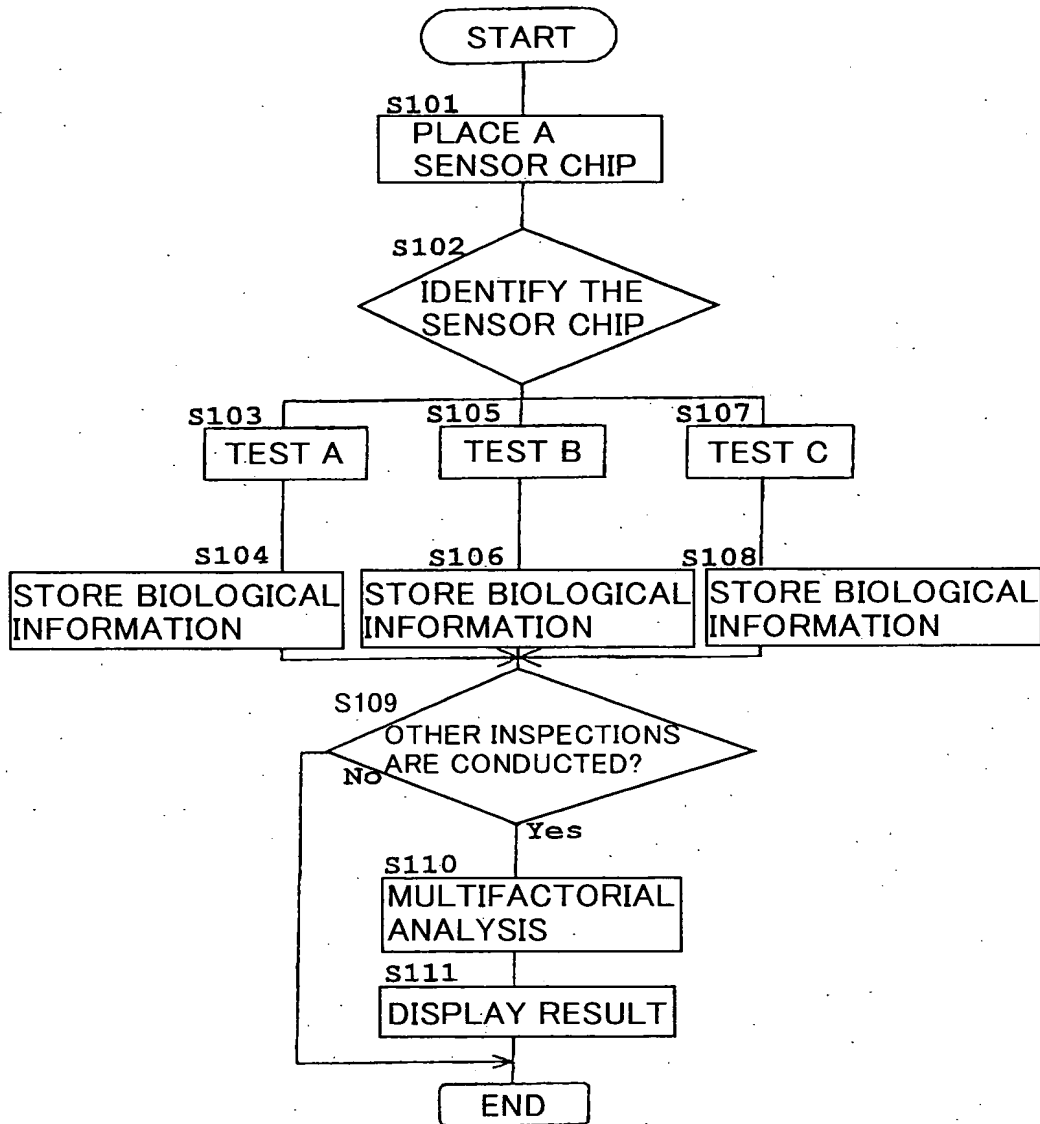 START
S101
PLACE A
SENSOR CHIP
S102
IDENTIFY THE
SENSOR CHIP
S103
TEST A
S105
TEST B
S107
TEST C
S104
STORE BIOLOGICAL
INFORMATION
S106
STORE BIOLOGICAL
INFORMATION
S108
STORE BIOLOGICAL
INFORMATION
S109
OTHER INSPECTIONS
ARE CONDUCTED?
No
Yes
S110
MULTIFACTORIAL
ANALYSIS
S111
DISPLAY RESULT
END